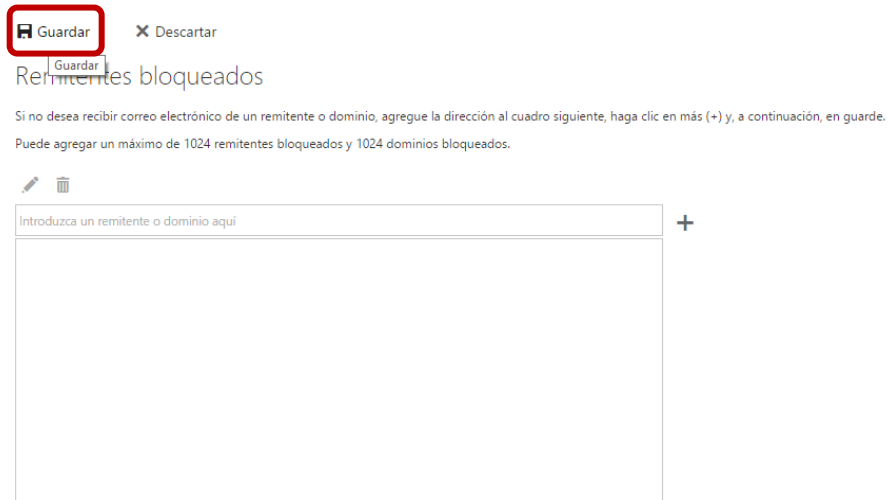 Guardar Descartar
Guardar
Remitentes bloqueados
Si no desea recibir correo electrónico de un remitente o dominio, agregue la dirección al cuadro siguiente, haga clic en más (+) y, a continuación, en guarde.
Puede agregar un máximo de 1024 remitentes bloqueados y 1024 dominios bloqueados.
Introduzca un remitente o dominio aquí